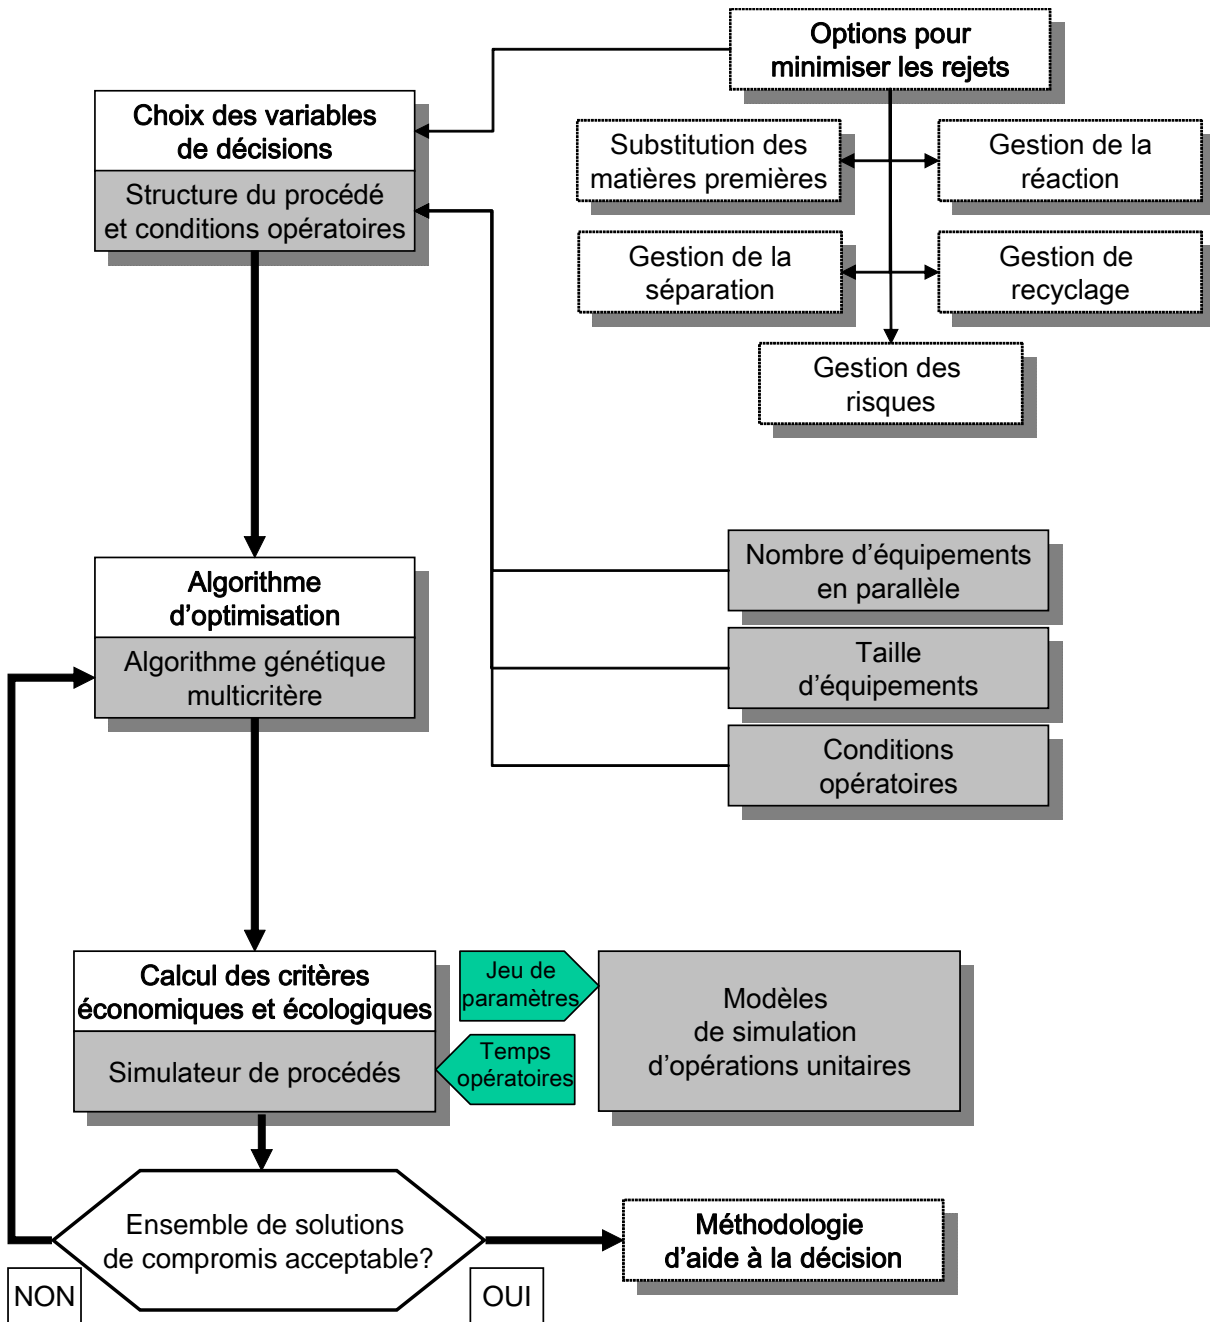 Options pour
minimiser les rejets
Choix des variables
de décisions
Structure du procédé
et conditions opératoires
Substitution des
matières premières
Gestion de la
réaction
Gestion de la
séparation
Gestion de
recyclage
Gestion des
risques
Nombre d’équipements
en parallèle
Taille
d’équipements
Conditions
opératoires
Algorithme
d’optimisation
Algorithme génétique
multicritère
Calcul des critères
économiques et écologiques
Simulateur de procédés
Jeu de
paramètres
Temps
opératoires
Modèles
de simulation
d’opérations unitaires
Ensemble de solutions
de compromis acceptable?
NON
OUI
Méthodologie
d’aide à la décision